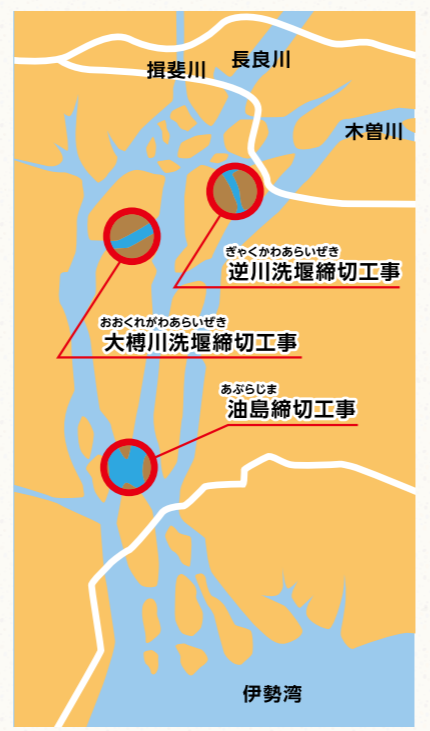 長良川
揖斐川
木曽川
ぎゃくかわあらいぜき
逆川洗堰締切工事
おおくれがわあらいぜき
大榑川洗堰締切工事
あぶらじま
油島締切工事
伊勢湾